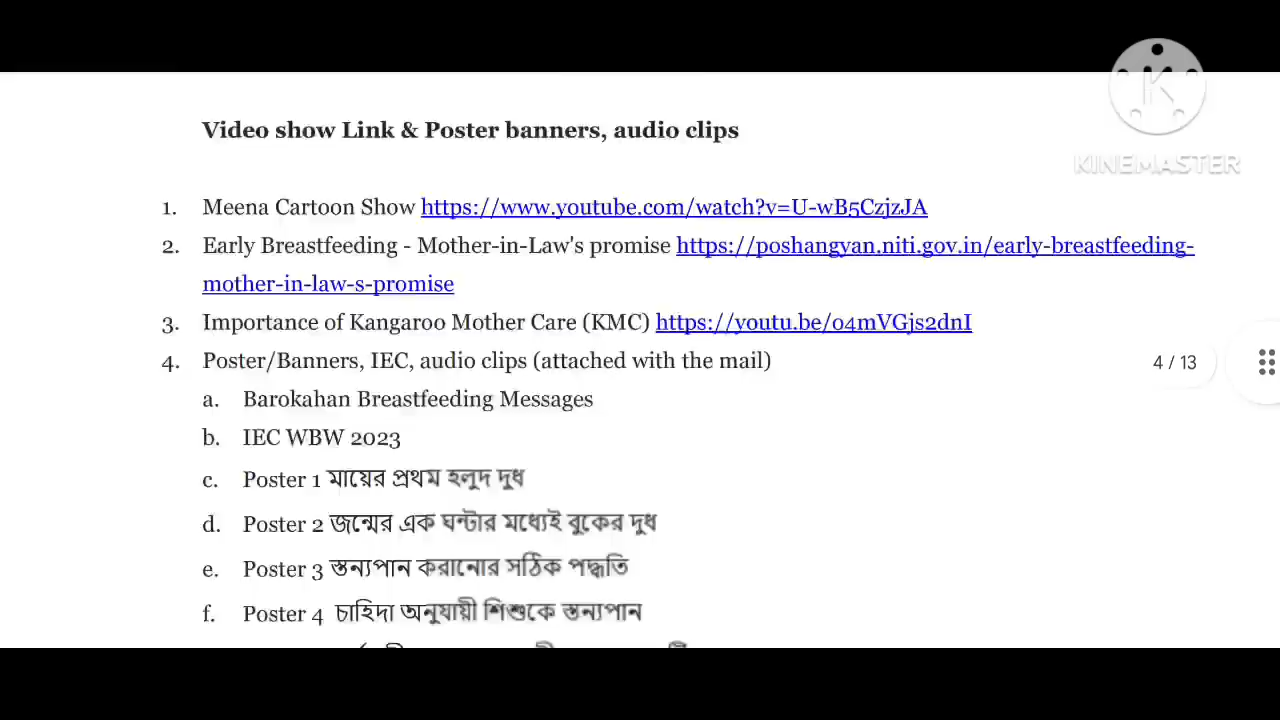 Video show Link & Poster banners, audio clips
KINEMASTER
1. Meena Cartoon Show https://www.youtube.com/watch?v=U-wB5CzjzJA
2. Early Breastfeeding - Mother-in-Law's promise https://poshangyan.niti.gov.in/early-breastfeeding-
mother-in-law-s-promise
3. Importance of Kangaroo Mother Care (KMC) https://youtu.be/04mVGjs2dnI
4. Poster/Banners, IEC, audio clips (attached with the mail)
4 / 13
a. Barokahan Breastfeeding Messages
b. IEC WBW 2023
c. Poster 1 মায়ের প্রথম হলুদ দুধ
d. Poster 2 জন্মের এক ঘন্টার মধ্যেই বুকের দুধ
e. Poster 3 স্তন্যপান করানোর সঠিক পদ্ধতি
f. Poster 4 চাহিদা অনুযায়ী শিশুকে স্তন্যপান